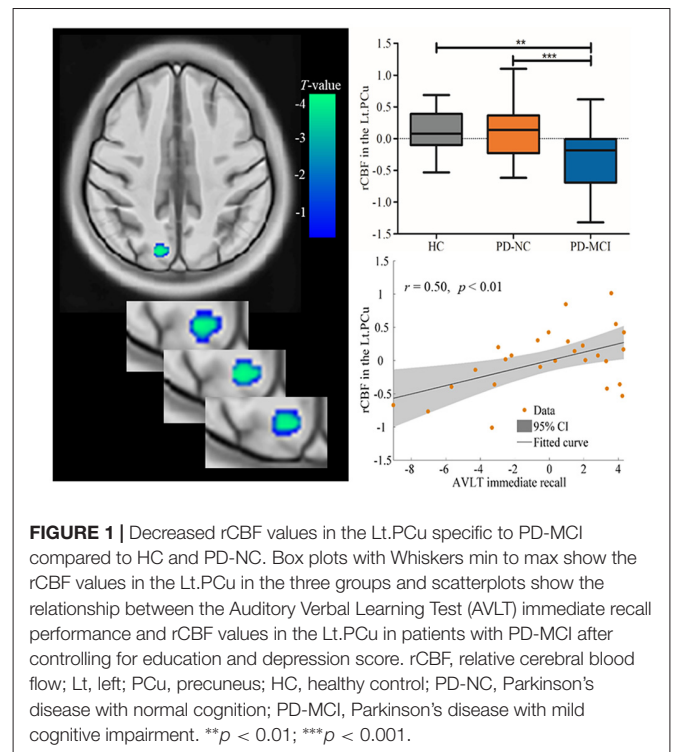 T-value
-4
-3
-2
-1
rCBF in the Lt.PCu
1.5
1.0
0.5
0.0
-0.5
-1.0
-1.5
**
***
HC
PD-NC
PD-MCI
rCBF in the Lt.PCu
1.5
1
0.5
0
-0.5
-1
1.5
r = 0.50, p < 0.01
Data
95% CI
Fitted curve
-8
-6
-4
-2
0
2
4
AVLT immediate recall
FIGURE 1 | Decreased rCBF values in the Lt.PCu specific to PD-MCI
compared to HC and PD-NC. Box plots with Whiskers min to max show the
rCBF values in the Lt.PCu in the three groups and scatterplots show the
relationship between the Auditory Verbal Learning Test (AVLT) immediate recall
performance and rCBF values in the Lt.PCu in patients with PD-MCI after
controlling for education and depression score. rCBF, relative cerebral blood
flow; Lt, left; PCu, precuneus; HC, healthy control; PD-NC, Parkinson's
disease with normal cognition; PD-MCI, Parkinson's disease with mild
cognitive impairment. **p < 0.01; ***p < 0.001.